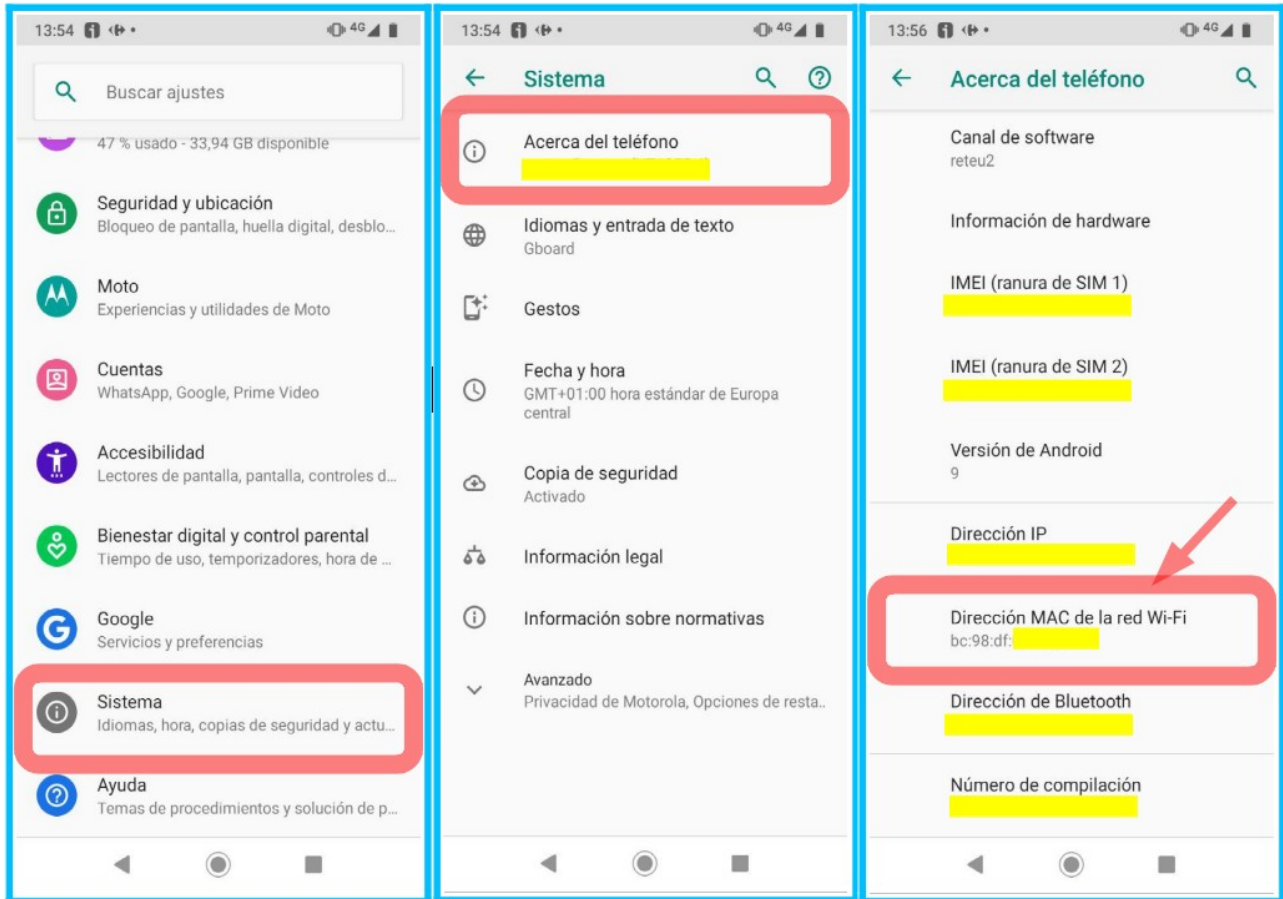 13:54
4G
Buscar ajustes
47 % usado - 33,94 GB disponible
Seguridad y ubicación
Bloqueo de pantalla, huella digital, desblo...
Moto
Experiencias y utilidades de Moto
Cuentas
WhatsApp, Google, Prime Video
Accesibilidad
Lectores de pantalla, pantalla, controles d...
Bienestar digital y control parental
Tiempo de uso, temporizadores, hora de ...
Google
Servicios y preferencias
Sistema
Idiomas, hora, copias de seguridad y actu...
Ayuda
Temas de procedimientos y solución de p...
13:54
4G
Sistema
Acerca del teléfono
Idiomas y entrada de texto
Gboard
Gestos
Fecha y hora
GMT+01:00 hora estándar de Europa
central
Copia de seguridad
Activado
Información legal
Información sobre normativas
Avanzado
Privacidad de Motorola, Opciones de resta..
13:56
4G
Acerca del teléfono
Canal de software
reteu2
Información de hardware
IMEI (ranura de SIM 1)
IMEI (ranura de SIM 2)
Versión de Android
9
Dirección IP
Dirección MAC de la red Wi-Fi
bc:98:df:
Dirección de Bluetooth
Número de compilación